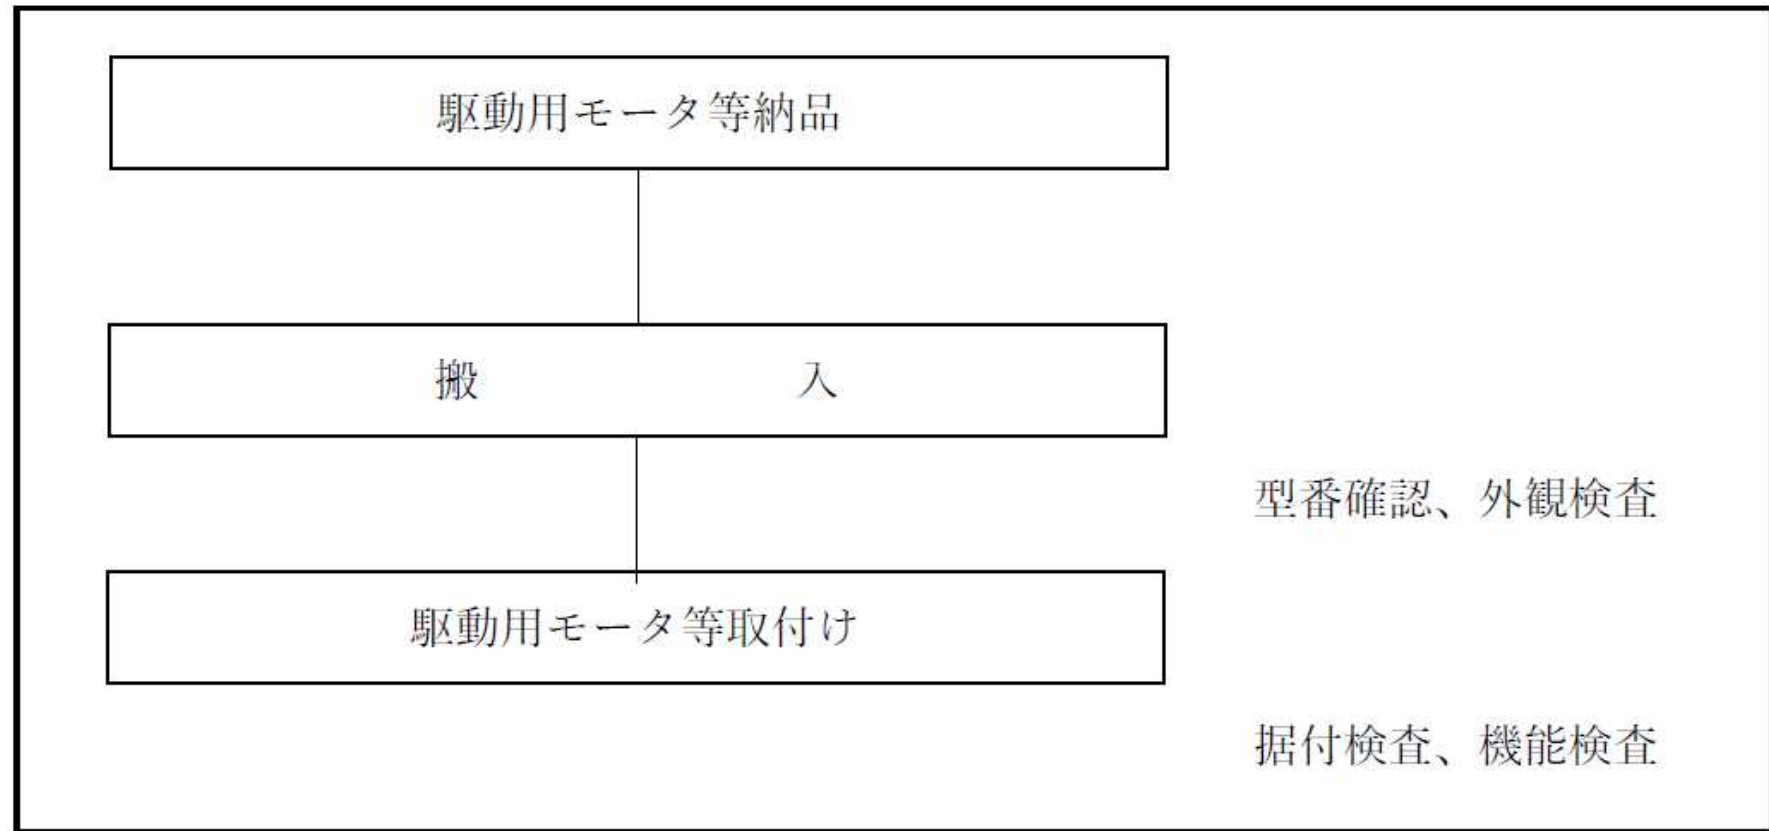 駆動用モータ等納品
搬　入
型番確認、外観検査
駆動用モータ等取付け
据付検査、機能検査